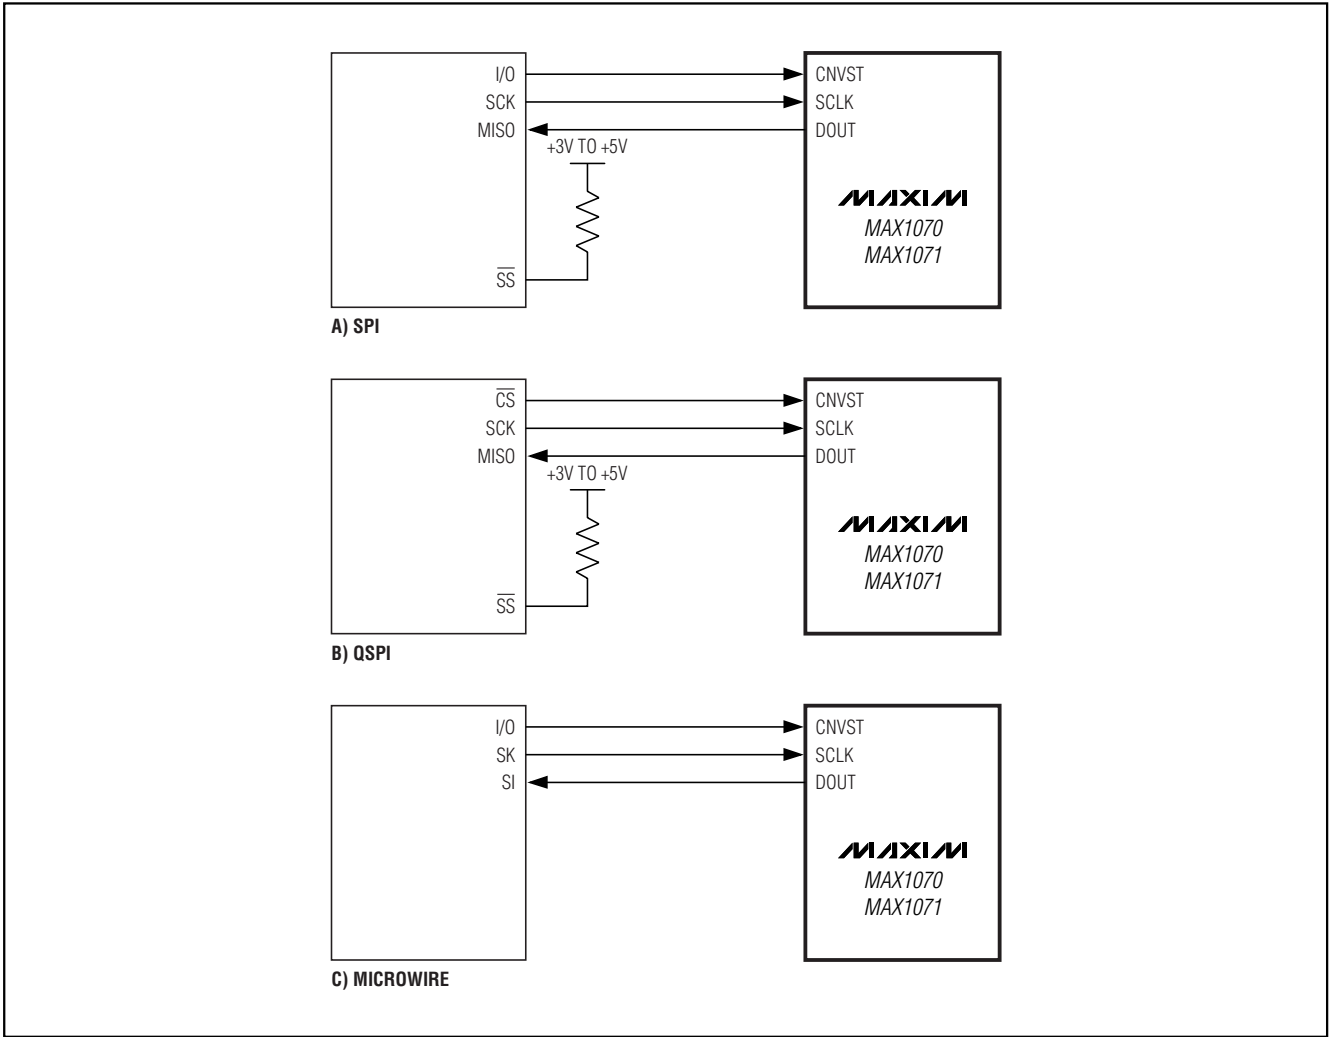 I/O
SCK
MISO
+3V TO +5V
SS
CNVST
SCLK
DOUT
MAXIM
MAX1070
MAX1071
A) SPI
CS
SCK
MISO
+3V TO +5V
SS
CNVST
SCLK
DOUT
MAXIM
MAX1070
MAX1071
B) QSPI
I/O
SK
SI
CNVST
SCLK
DOUT
MAXIM
MAX1070
MAX1071
C) MICROWIRE